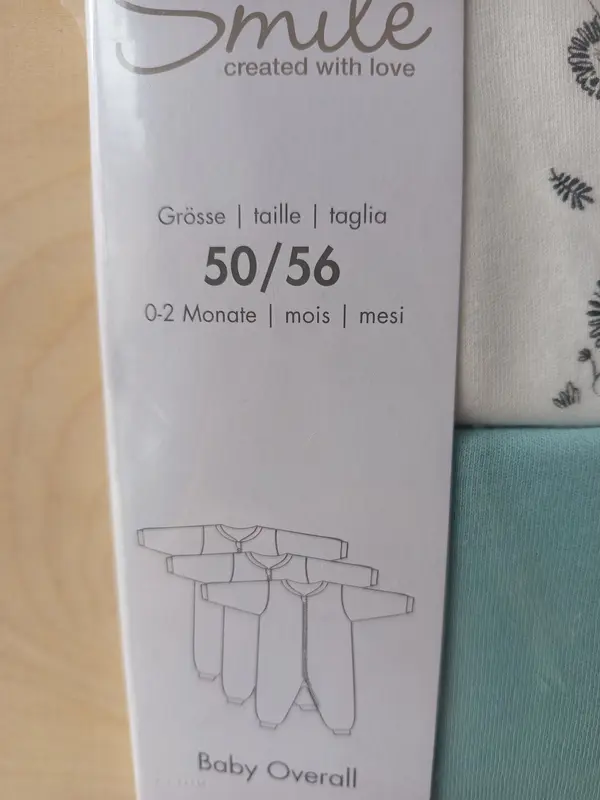 Smile
created with love
Grösse | taille | taglia
50/56
0-2 Monate | mois | mesi
Baby Overall